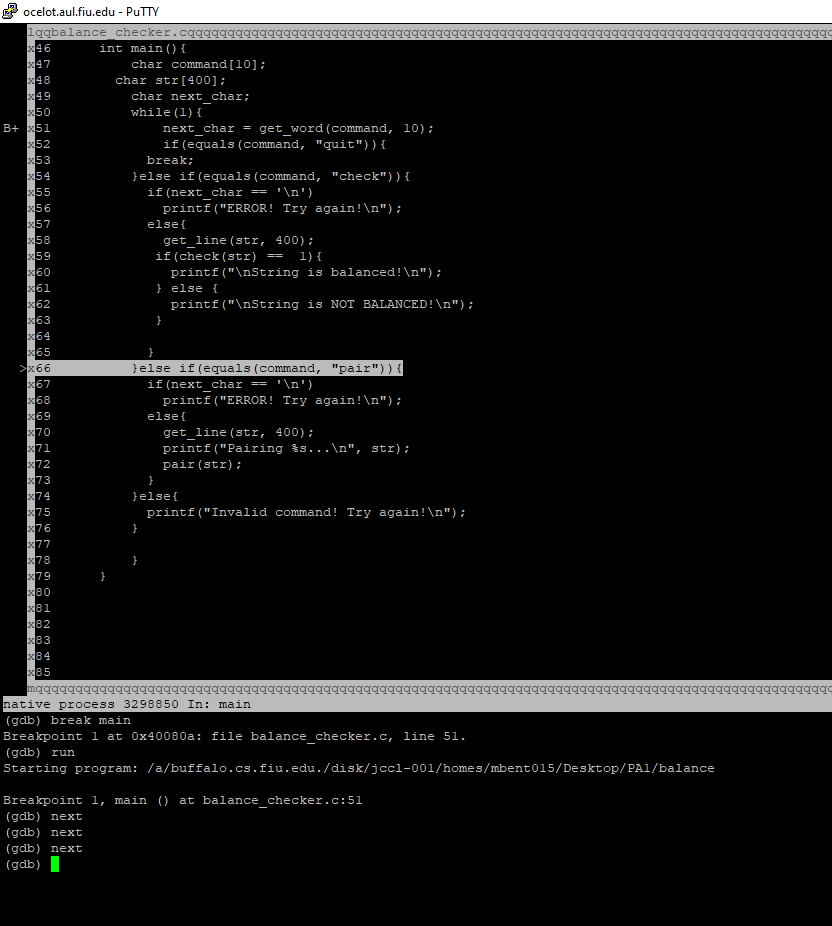 ocelot.aul.fiu.edu - PuTTY
lqqbalance_checker.cqqqqqqqqqqqqqqqqqqqqqqqqqqqqqqqqqqqqqqqqqqqqqqqqqqqqqqqqqqqqqqqqqqqqqqqqqqqqqqqqq
x46      int main(){
x47          char command[10];
x48        char str[400];
x49          char next_char;
x50          while(1){
B+ x51              next_char = get_word(command, 10);
x52              if(equals(command, "quit")){
x53            break;
x54          }else if(equals(command, "check")){
x55            if(next_char == '\n')
x56              printf("ERROR! Try again!\n");
x57            else{
x58              get_line(str, 400);
x59             if(check(str) ==  1){
x60               printf("\nString is balanced!\n");
x61             } else {
x62               printf("\nString is NOT BALANCED!\n");
x63             }
x64
x65            }
>x66          }else if(equals(command, "pair")){
x67            if(next_char == '\n')
x68              printf("ERROR! Try again!\n");
x69            else{
x70              get_line(str, 400);
x71              printf("Pairing %s...\n", str);
x72              pair(str);
x73            }
x74          }else{
x75            printf("Invalid command! Try again!\n");
x76          }
x77
x78          }
x79      }
x80
x81
x82
x83
x84
x85
mqqqqqqqqqqqqqqqqqqqqqqqqqqqqqqqqqqqqqqqqqqqqqqqqqqqqqqqqqqqqqqqqqqqqqqqqqqqqqqqqqqqqqqqqqqqqqqqqqqqq
native process 3298850 In: main
(gdb) break main
Breakpoint 1 at 0x40080a: file balance_checker.c, line 51.
(gdb) run
Starting program: /a/buffalo.cs.fiu.edu./disk/jccl-001/homes/mbent015/Desktop/PA1/balance
Breakpoint 1, main () at balance_checker.c:51
(gdb) next
(gdb) next
(gdb) next
(gdb)